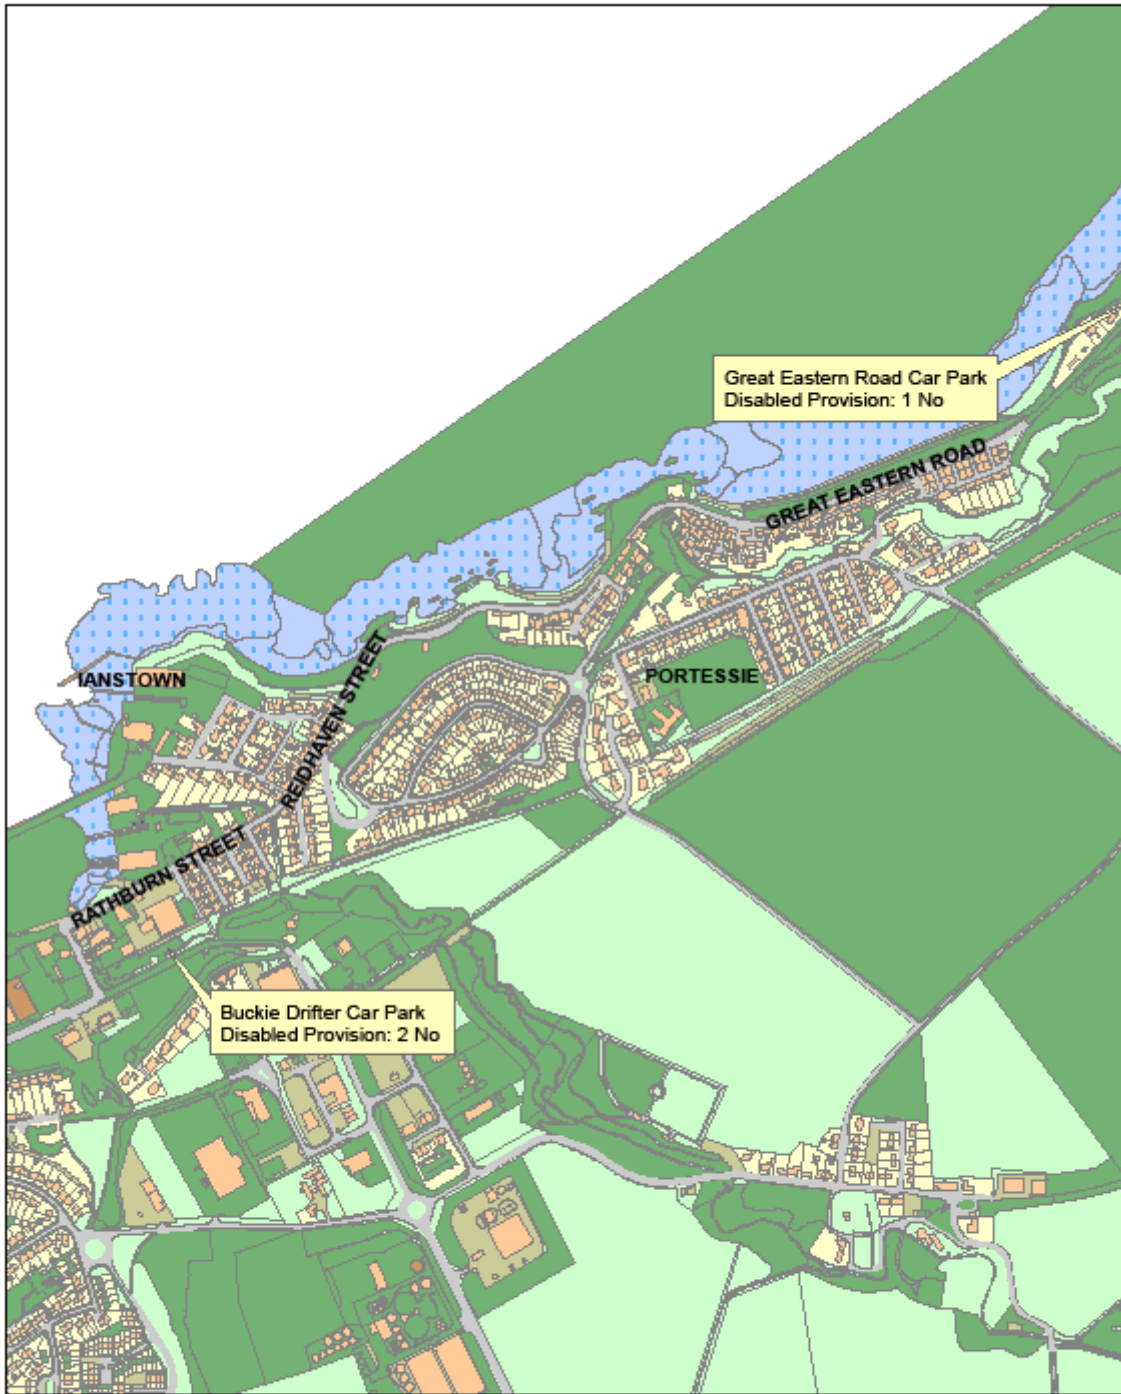 Great Eastern Road Car Park
Disabled Provision: 1 No
GREAT EASTERN ROAD
IANSTOWN
REIDHAVEN STREET
PORTESSIE
RATHBURN STREET
Buckie Drifter Car Park
Disabled Provision: 2 No